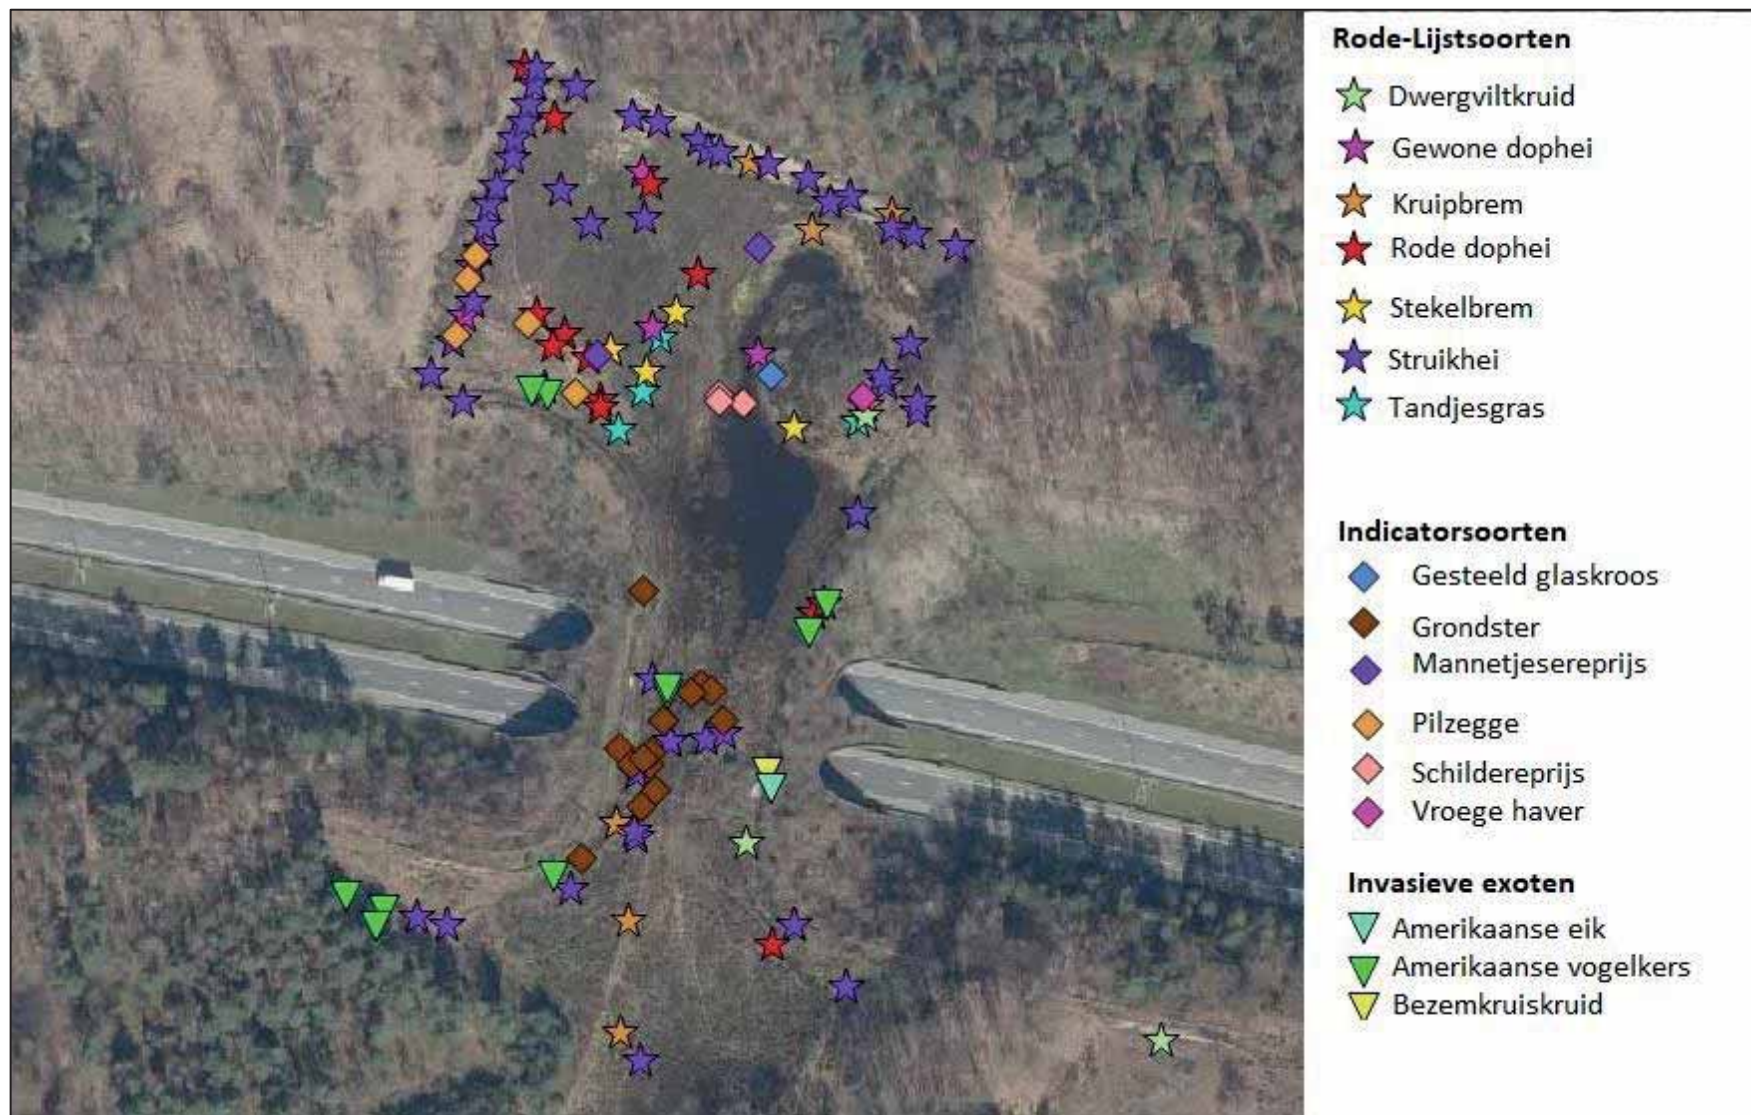 Rode-Lijstsoorten
Dwergviltkruid
Gewone dophei
Kruipbrem
Rode dophei
Stekelbrem
Struikhei
Tandjesgras
Indicatorsoorten
Gesteeld glaskroos
Grondster
Mannetjesereprijs
Pilzegge
Schildereprijs
Vroege haver
Invasieve exoten
Amerikaanse eik
Amerikaanse vogelkers
Bezemkruiskruid